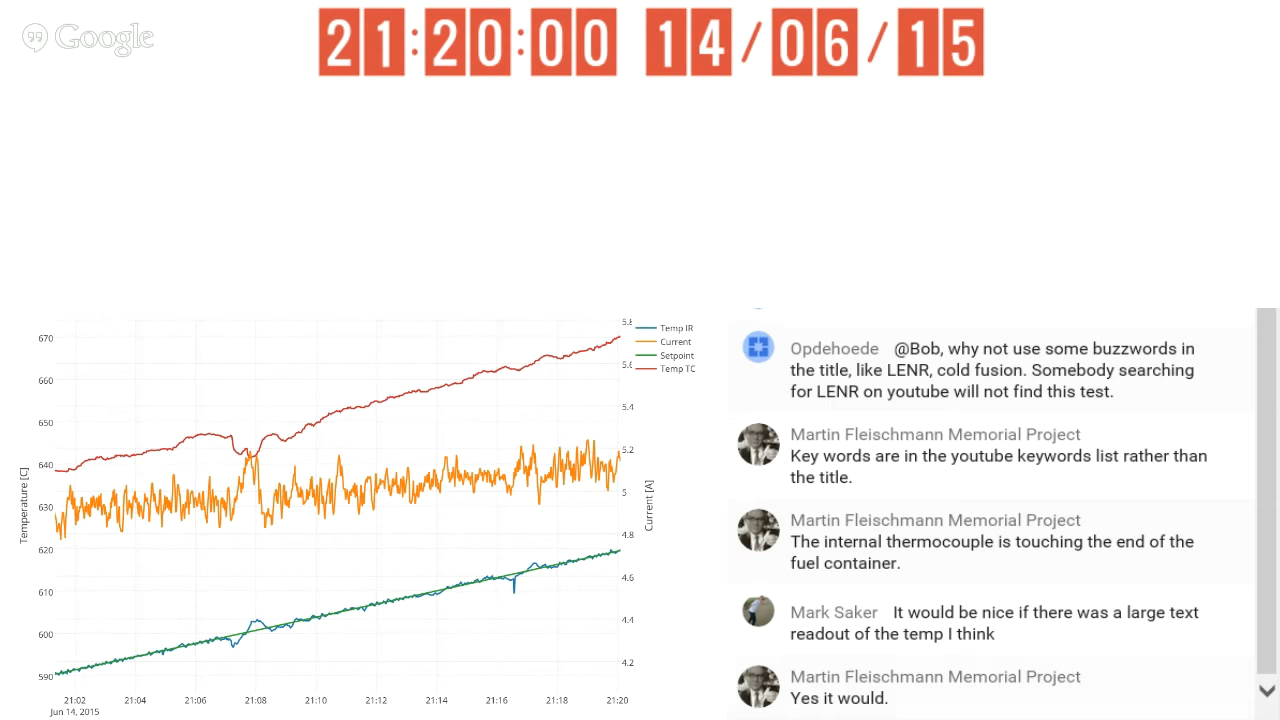 Google
21:20:00 14/06/15
670
660
650
640
630
620
610
600
590
Temperature [C]
5.6
5.4
5.2
5
4.8
4.6
4.4
4.2
Current [A]
21:02
21:04
21:06
21:08
21:10
21:12
21:14
21:16
21:18
21:20
Jun 14, 2015
Temp IR
Current
Setpoint
Temp TC
Opdehoede @Bob, why not use some buzzwords in
the title, like LENR, cold fusion. Somebody searching
for LENR on youtube will not find this test.
Martin Fleischmann Memorial Project
Key words are in the youtube keywords list rather than
the title.
Martin Fleischmann Memorial Project
The internal thermocouple is touching the end of the
fuel container.
Mark Saker It would be nice if there was a large text
readout of the temp I think
Martin Fleischmann Memorial Project
Yes it would.